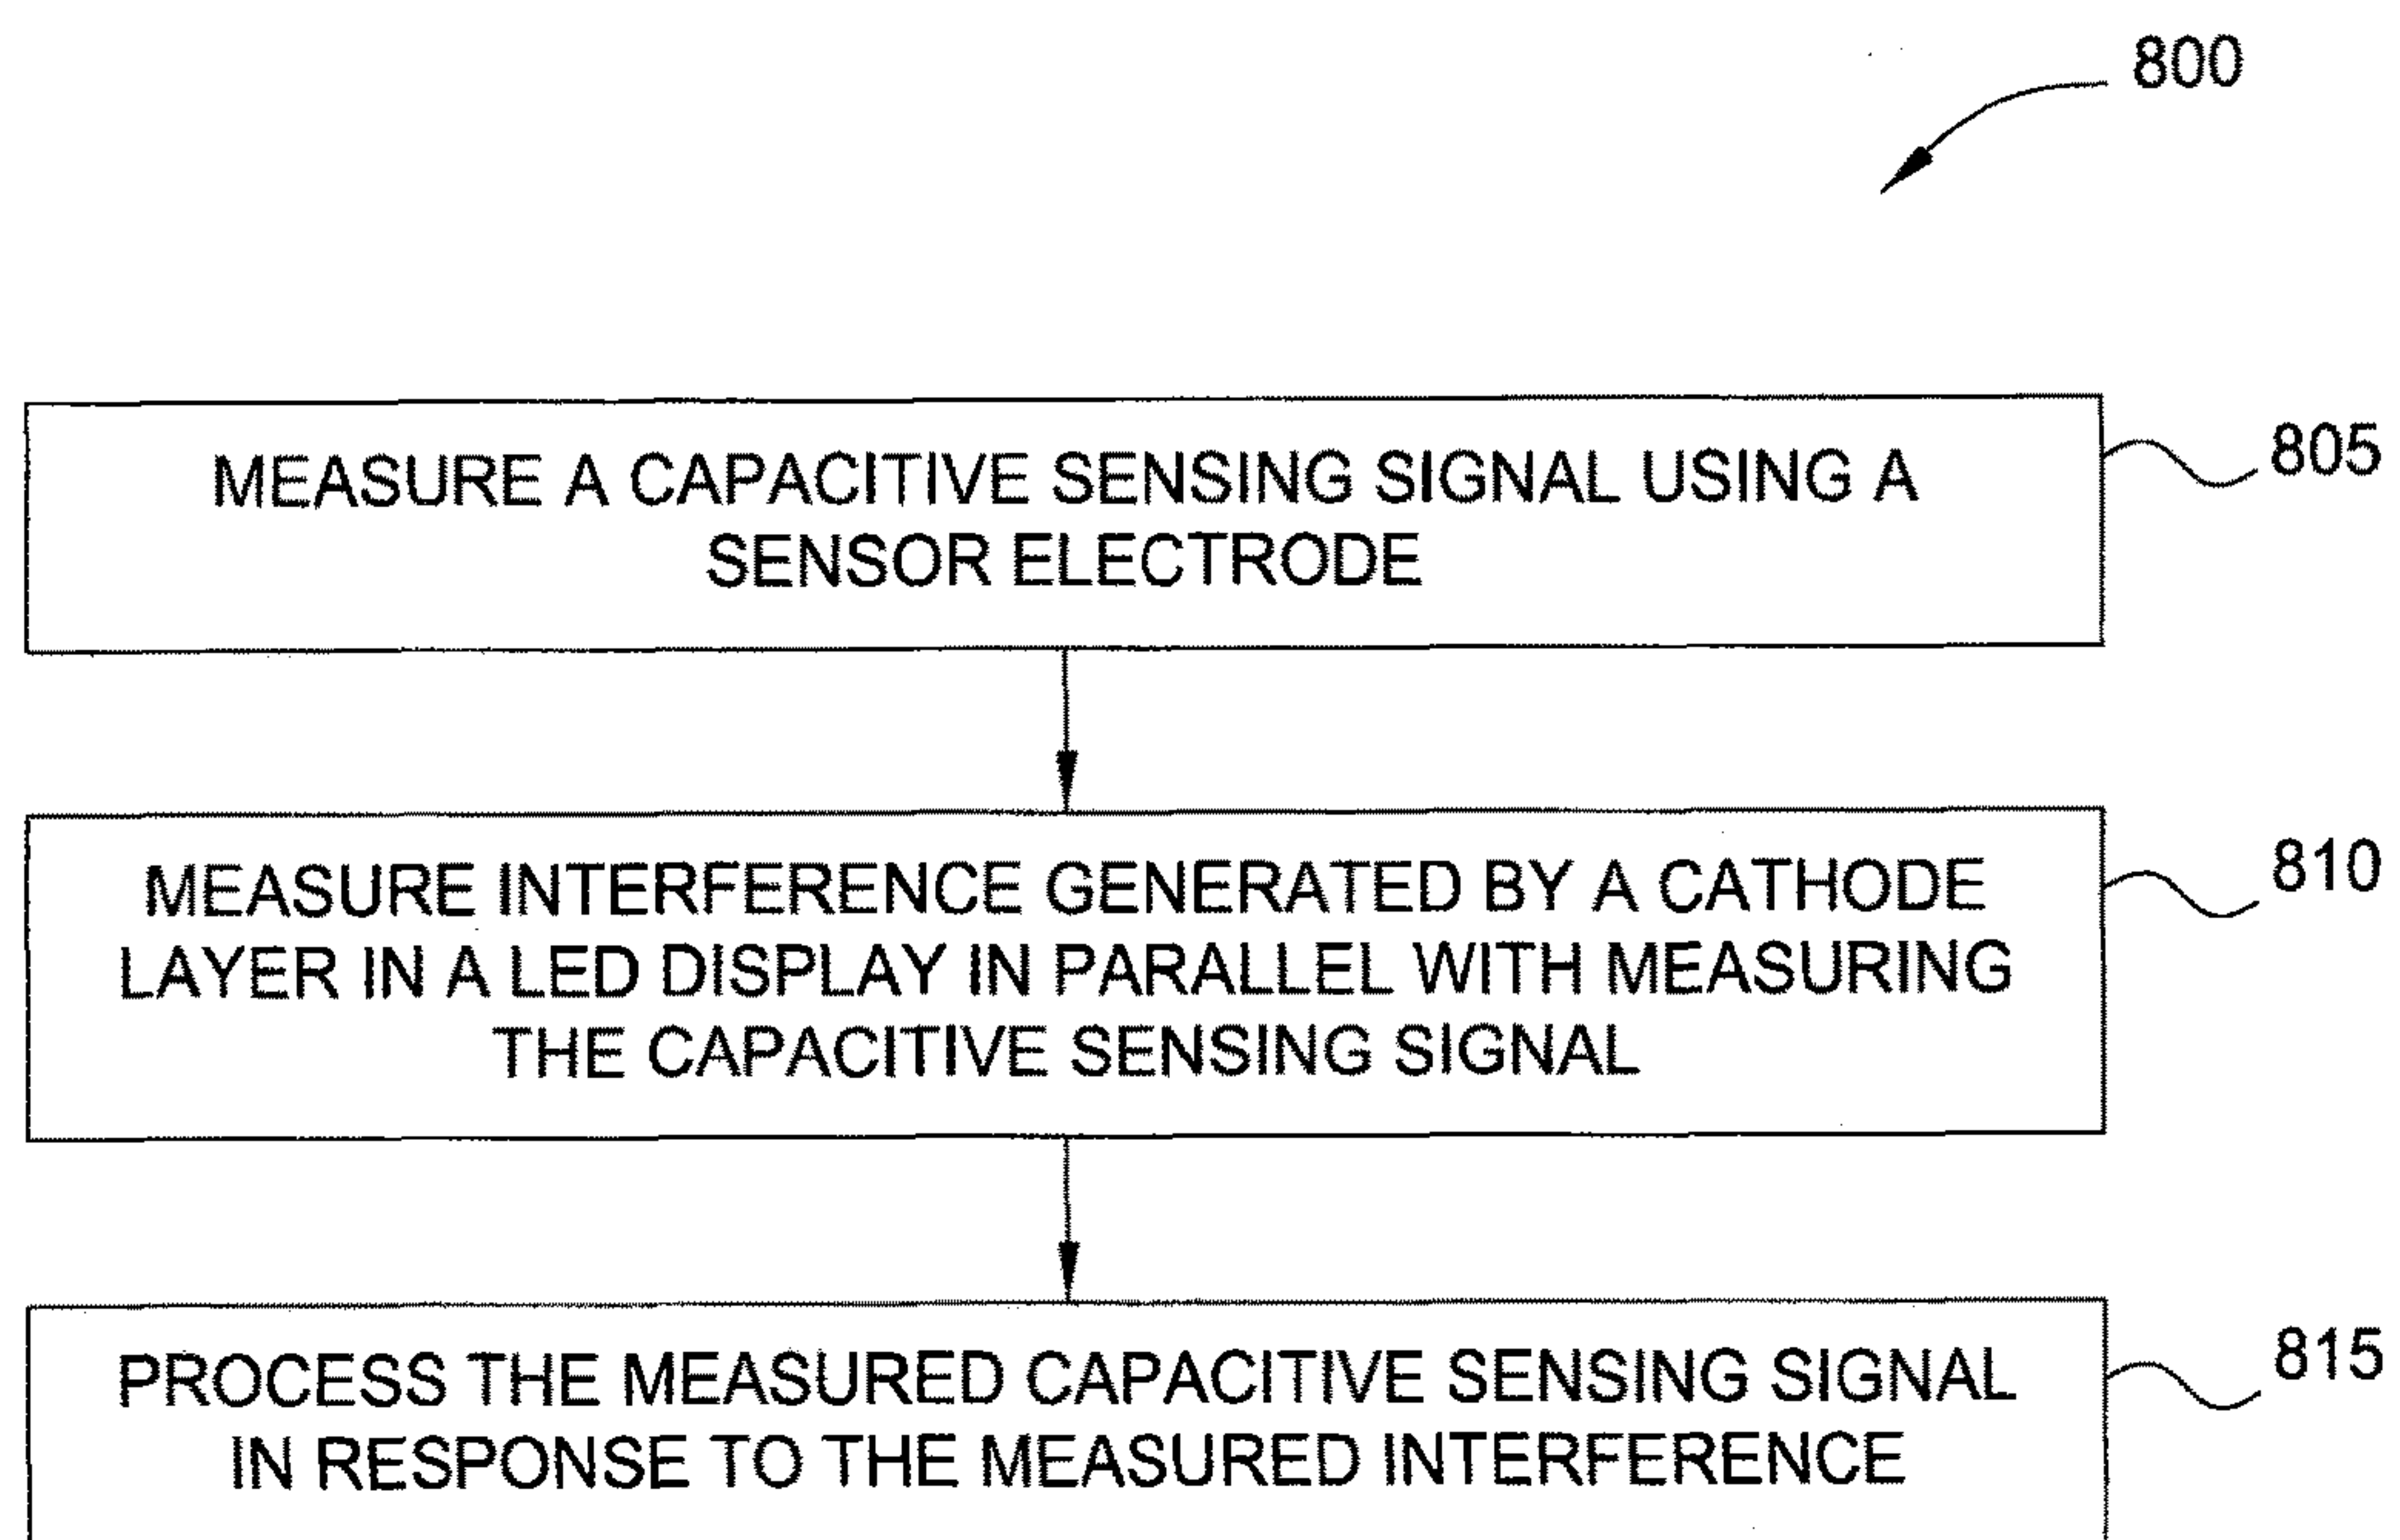 800
MEASURE A CAPACITIVE SENSING SIGNAL USING A
SENSOR ELECTRODE
805
MEASURE INTERFERENCE GENERATED BY A CATHODE
LAYER IN A LED DISPLAY IN PARALLEL WITH MEASURING
THE CAPACITIVE SENSING SIGNAL
810
PROCESS THE MEASURED CAPACITIVE SENSING SIGNAL
IN RESPONSE TO THE MEASURED INTERFERENCE
815